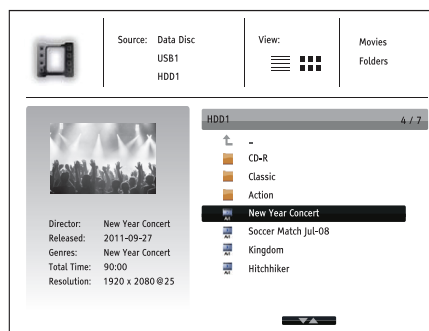 Source: Data Disc
USB1
HDD1
View:
Movies
Folders
HDD1 4 / 7
CD-R
Classic
Action
New Year Concert
Soccer Match Jul-08
Kingdom
Hitchhiker
Director: New Year Concert
Released: 2011-09-27
Genres: New Year Concert
Total Time: 90:00
Resolution: 1920 x 2080@25